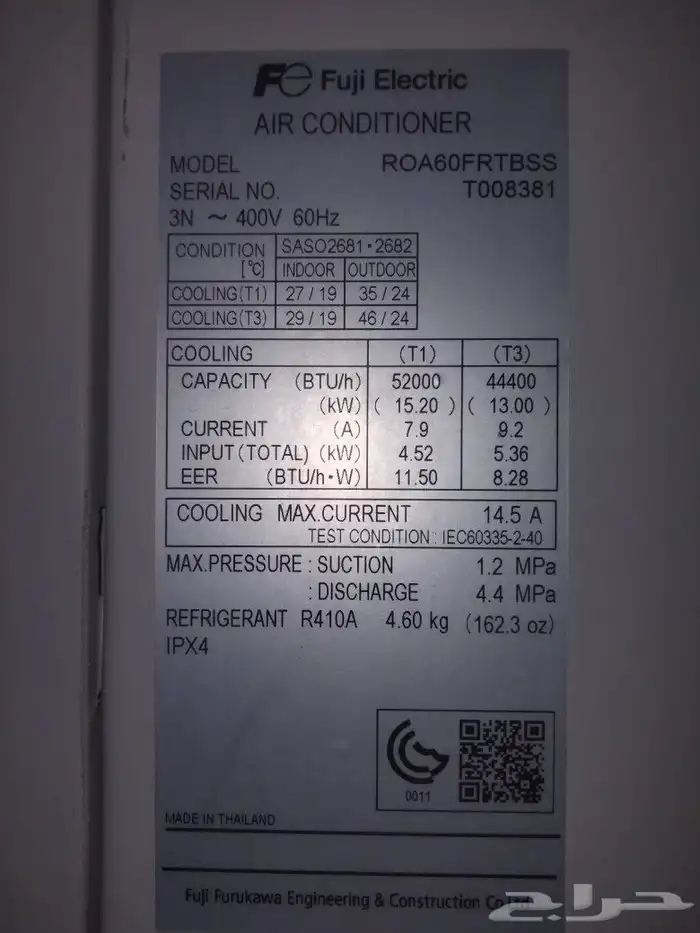 Fe Fuji Electric
AIR CONDITIONER
MODEL ROA60FRTBSS
SERIAL NO. T008381
3N ~ 400V 60Hz
CONDITION [°C] SASO2681・2682
INDOOR OUTDOOR
COOLING(T1) 27 / 19 35 / 24
COOLING(T3) 29 / 19 46 / 24
COOLING (T1) (T3)
CAPACITY (BTU/h) 52000 44400
(kW) ( 15.20 ) ( 13.00 )
CURRENT (A) 7.9 9.2
INPUT (TOTAL) (kW) 4.52 5.36
EER (BTU/h・W) 11.50 8.28
COOLING MAX.CURRENT 14.5 A
TEST CONDITION : IEC60335-2-40
MAX.PRESSURE : SUCTION 1.2 MPa
: DISCHARGE 4.4 MPa
REFRIGERANT R410A 4.60 kg (162.3 oz)
IPX4
0011
MADE IN THAILAND
Fuji Furukawa Engineering & Construction Co.
حراج